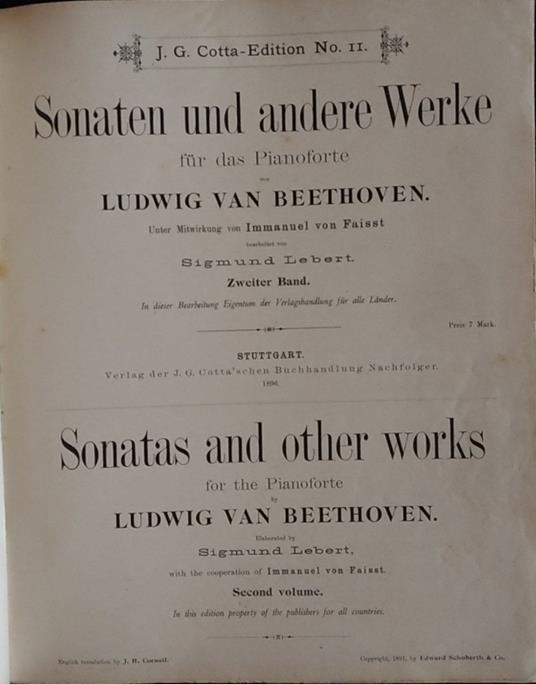 J. G. Cotta-Edition No. 11.
Sonaten und andere Werke
für das Pianoforte
von
LUDWIG VAN BEETHOVEN.
Unter Mitwirkung von Immanuel von Faisst
bearbeitet von
Sigmund Lebert.
Zweiter Band.
In dieser Bearbeitung Eigentum der Verlagshandlung für alle Länder.
Preis 7 Mark.
STUTTGART.
Verlag der J. G. Cotta'schen Buchhandlung Nachfolger.
1896.
Sonatas and other works
for the Pianoforte
by
LUDWIG VAN BEETHOVEN.
Elaborated by
Sigmund Lebert,
with the cooperation of Immanuel von Faisst.
Second volume.
In this edition property of the publishers for all countries.
English translation by J. H. Cornell.
Copyright, 1891, by Edward Schuberth & Co.